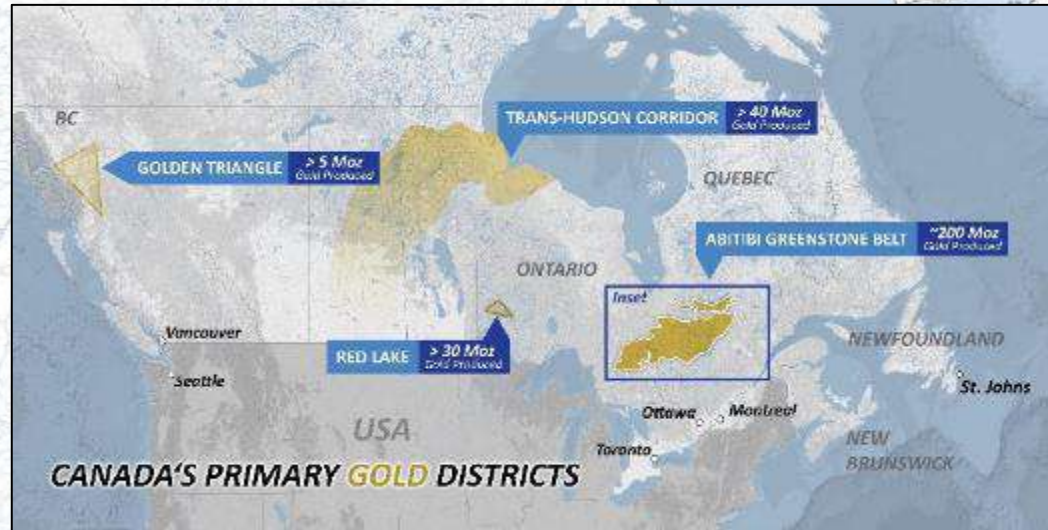 BC
GOLDEN TRIANGLE
> 5 Moz
Gold Produced
TRANS-HUDSON CORRIDOR
> 40 Moz
Gold Produced
QUEBEC
ABITIBI GREENSTONE BELT
~200 Moz
Gold Produced
ONTARIO
Inset
RED LAKE
> 30 Moz
Gold Produced
Vancouver
Seattle
NEWFOUNDLAND
St. Johns
Ottawa
Montreal
Toronto
NEW
BRUNSWICK
USA
CANADA'S PRIMARY GOLD DISTRICTS